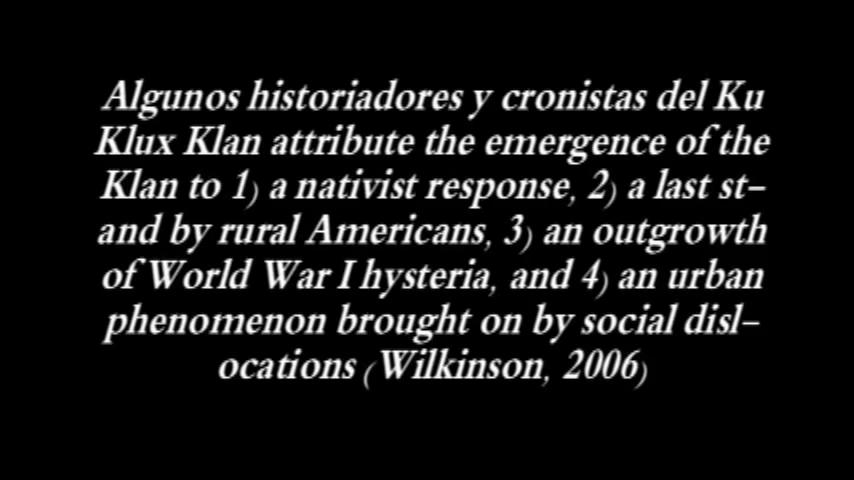 Algunos historiadores y cronistas del Ku
Klux Klan attribute the emergence of the
Klan to 1) a nativist response, 2) a last st-
and by rural Americans, 3) an outgrowth
of World War I hysteria, and 4) an urban
phenomenon brought on by social disl-
ocations (Wilkinson, 2006)